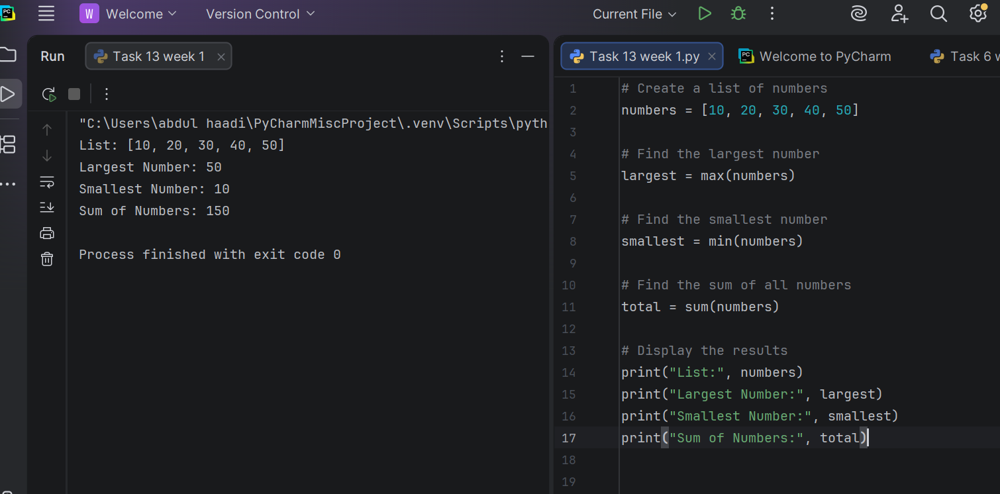 PC
W Welcome Version Control Current File
Run Task 13 week 1
"C:\Users\abdul haadi\PyCharmMiscProject\.venv\Scripts\pyth
List: [10, 20, 30, 40, 50]
Largest Number: 50
Smallest Number: 10
Sum of Numbers: 150
Process finished with exit code 0
Task 13 week 1.py PC Welcome to PyCharm Task 6 w
1 # Create a list of numbers
2 numbers = [10, 20, 30, 40, 50]
3
4 # Find the largest number
5 largest = max(numbers)
6
7 # Find the smallest number
8 smallest = min(numbers)
9
10 # Find the sum of all numbers
11 total = sum(numbers)
12
13 # Display the results
14 print("List:", numbers)
15 print("Largest Number:", largest)
16 print("Smallest Number:", smallest)
17 print("Sum of Numbers:", total)
18
19